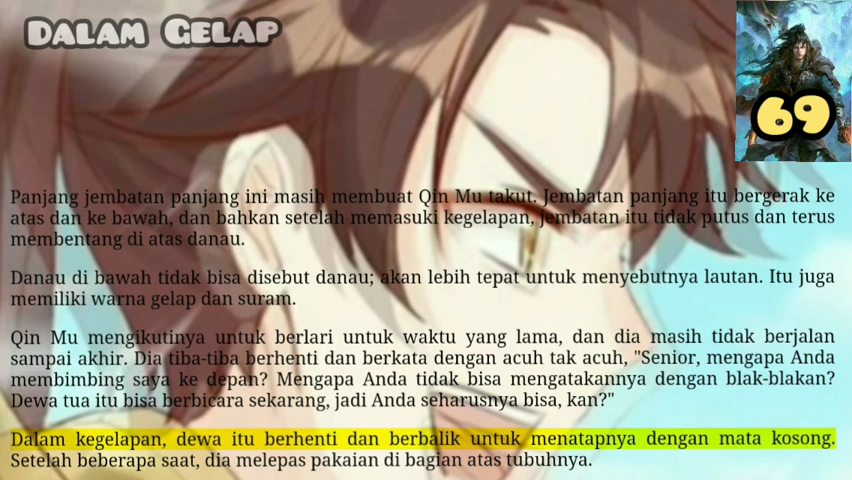 DALAM GELAP
69
Panjang jembatan panjang ini masih membuat Qin Mu takut. Jembatan panjang itu bergerak ke
atas dan ke bawah, dan bahkan setelah memasuki kegelapan, jembatan itu tidak putus dan terus
membentang di atas danau.
Danau di bawah tidak bisa disebut danau; akan lebih tepat untuk menyebutnya lautan. Itu juga
memiliki warna gelap dan suram.
Qin Mu mengikutinya untuk berlari untuk waktu yang lama, dan dia masih tidak berjalan
sampai akhir. Dia tiba-tiba berhenti dan berkata dengan acuh tak acuh, "Senior, mengapa Anda
membimbing saya ke depan? Mengapa Anda tidak bisa mengatakannya dengan blak-blakan?
Dewa tua itu bisa berbicara sekarang, jadi Anda seharusnya bisa, kan?"
Dalam kegelapan, dewa itu berhenti dan berbalik untuk menatapnya dengan mata kosong.
Setelah beberapa saat, dia melepas pakaian di bagian atas tubuhnya.